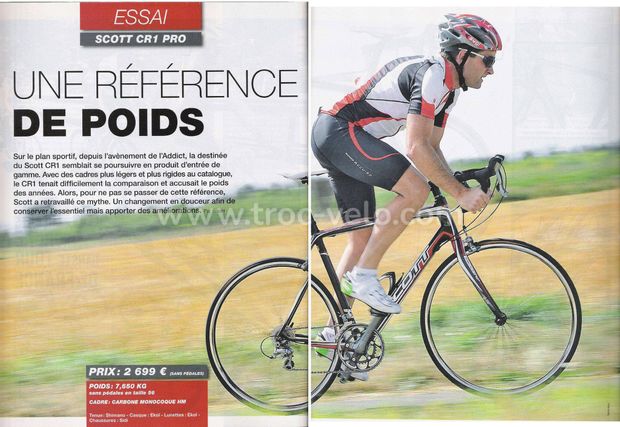 ESSAI
SCOTT CR1 PRO
UNE RÉFÉRENCE
DE POIDS
Sur le plan sportif, depuis l'avènement de l'Addict, la destinée
du Scott CR1 semblait se poursuivre en produit d'entrée de
gamme. Avec des cadres plus légers et plus rigides au catalogue,
le CR1 tenait difficilement la comparaison et accusait le poids
des années. Alors, pour ne pas se passer de cette référence,
Scott a retravaillé ce mythe. Un changement en douceur afin de
conserver l'essentiel mais apporter des améliorations.
www.troc-velo.com
SCOTT
PRIX : 2 699 € (SANS PÉDALES)
POIDS : 7,650 KG
sans pédales en taille 56
CADRE : CARBONE MONOCOQUE HM
Tenue : Shimano - Casque : Ekoï - Lunettes : Ekoï -
Chaussures : Sidi